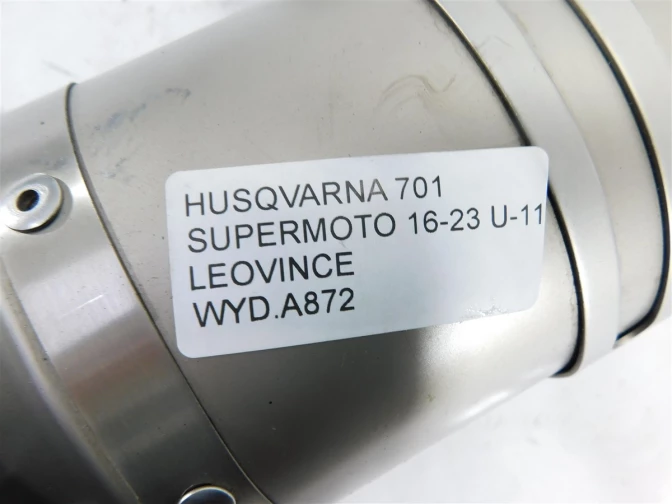 HUSQVARNA 701
SUPERMOTO 16-23 U-11
LEOVINCE
WYD.A872